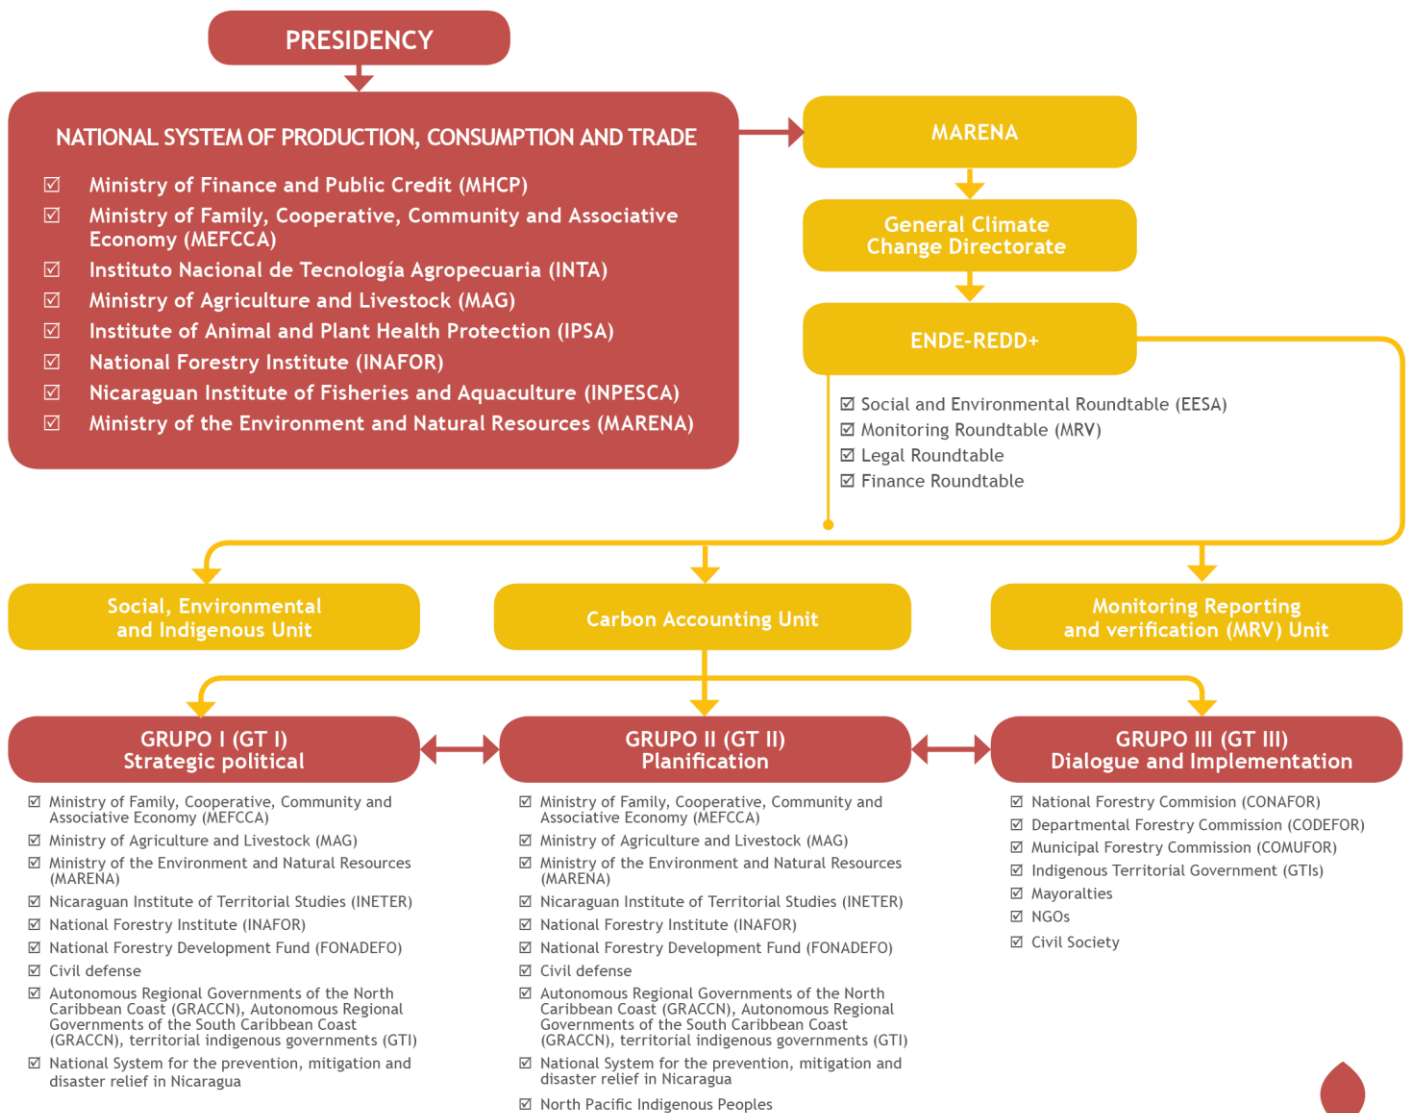 PRESIDENCY
NATIONAL SYSTEM OF PRODUCTION, CONSUMPTION AND TRADE
☑ Ministry of Finance and Public Credit (MHCP)
☑ Ministry of Family, Cooperative, Community and Associative
Economy (MEFCCA)
☑ Instituto Nacional de Tecnología Agropecuaria (INTA)
☑ Ministry of Agriculture and Livestock (MAG)
☑ Institute of Animal and Plant Health Protection (IPSA)
☑ National Forestry Institute (INAFOR)
☑ Nicaraguan Institute of Fisheries and Aquaculture (INPESCA)
☑ Ministry of the Environment and Natural Resources (MARENA)
MARENA
General Climate
Change Directorate
ENDE-REDD+
☑ Social and Environmental Roundtable (EESA)
☑ Monitoring Roundtable (MRV)
☑ Legal Roundtable
☑ Finance Roundtable
Social, Environmental
and Indigenous Unit
Carbon Accounting Unit
Monitoring Reporting
and verification (MRV) Unit
GRUPO I (GT I)
Strategic political
☑ Ministry of Family, Cooperative, Community and
Associative Economy (MEFCCA)
☑ Ministry of Agriculture and Livestock (MAG)
☑ Ministry of the Environment and Natural Resources
(MARENA)
☑ Nicaraguan Institute of Territorial Studies (INETER)
☑ National Forestry Institute (INAFOR)
☑ National Forestry Development Fund (FONADEFO)
☑ Civil defense
☑ Autonomous Regional Governments of the North
Caribbean Coast (GRACCN), Autonomous Regional
Governments of the South Caribbean Coast
(GRACCN), territorial indigenous governments (GTI)
☑ National System for the prevention, mitigation and
disaster relief in Nicaragua
GRUPO II (GT II)
Planification
☑ Ministry of Family, Cooperative, Community and
Associative Economy (MEFCCA)
☑ Ministry of Agriculture and Livestock (MAG)
☑ Ministry of the Environment and Natural Resources
(MARENA)
☑ Nicaraguan Institute of Territorial Studies (INETER)
☑ National Forestry Institute (INAFOR)
☑ National Forestry Development Fund (FONADEFO)
☑ Civil defense
☑ Autonomous Regional Governments of the North
Caribbean Coast (GRACCN), Autonomous Regional
Governments of the South Caribbean Coast
(GRACCN), territorial indigenous governments (GTI)
☑ National System for the prevention, mitigation and
disaster relief in Nicaragua
☑ North Pacific Indigenous Peoples
GRUPO III (GT III)
Dialogue and Implementation
☑ National Forestry Commision (CONAFOR)
☑ Departmental Forestry Commission (CODEFOR)
☑ Municipal Forestry Commission (COMUFOR)
☑ Indigenous Territorial Government (GTIs)
☑ Mayoralties
☑ NGOs
☑ Civil Society